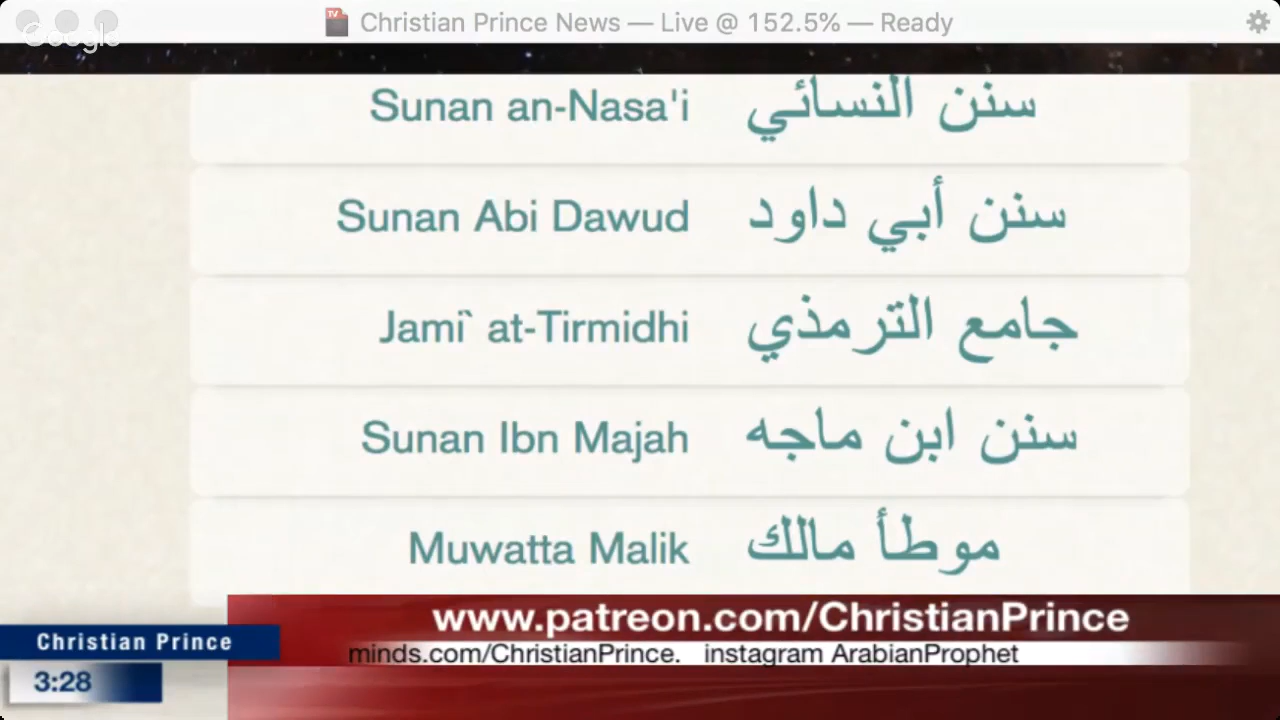 Christian Prince News — Live @ 152.5% — Ready
Google
Sunan an-Nasa'i سنن النسائي
Sunan Abi Dawud سنن أبي داود
Jami` at-Tirmidhi جامع الترمذي
Sunan Ibn Majah سنن ابن ماجه
Muwatta Malik موطأ مالك
www.patreon.com/ChristianPrince
Christian Prince
minds.com/ChristianPrince. instagram ArabianProphet
3:28